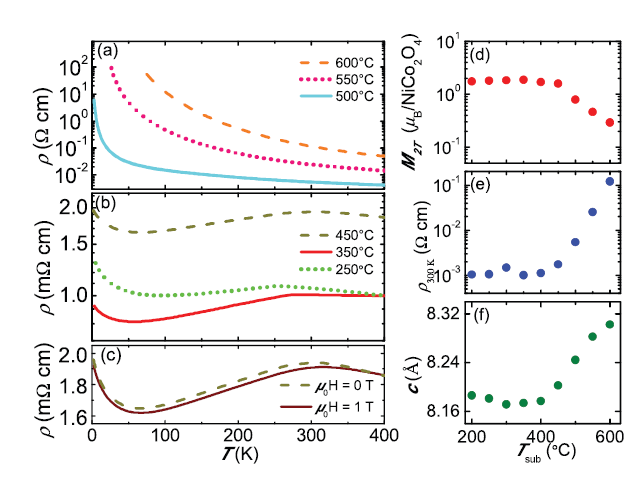 (a)
10²
10¹
10⁰
10⁻¹
10⁻²
ρ (Ω cm)
600°C
550°C
500°C
(b)
2.0
1.5
1.0
ρ (mΩ cm)
450°C
350°C
250°C
(c)
2.0
1.8
1.6
ρ (mΩ cm)
μ₀H = 0 T
μ₀H = 1 T
0 100 200 300 400
T (K)
(d)
10¹
10⁰
10⁻¹
M₂T (μB/NiCo₂O₄)
(e)
10⁻¹
10⁻²
10⁻³
ρ300 K (Ω cm)
(f)
8.32
8.24
8.16
c (Å)
200 300 400 500 600
Tsub (°C)